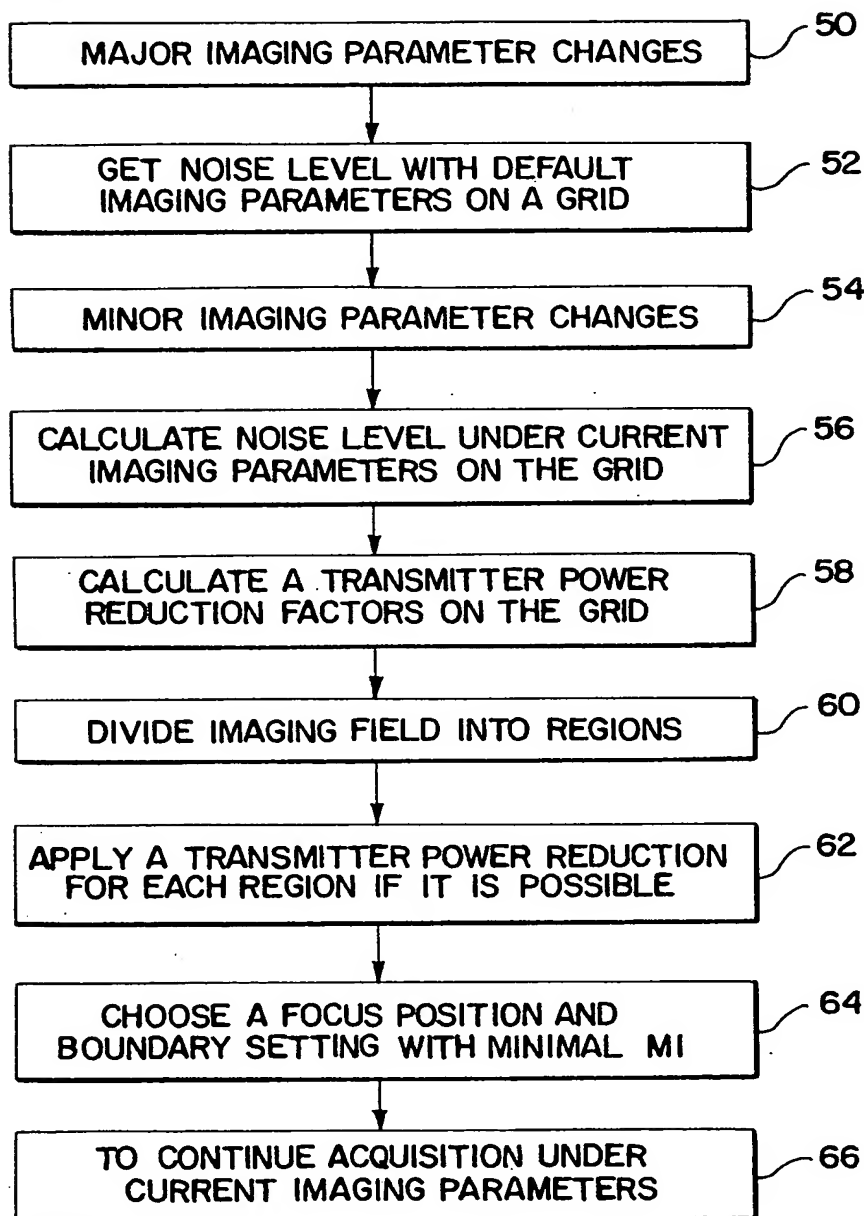 MAJOR IMAGING PARAMETER CHANGES
50
GET NOISE LEVEL WITH DEFAULT
IMAGING PARAMETERS ON A GRID
52
MINOR IMAGING PARAMETER CHANGES
54
CALCULATE NOISE LEVEL UNDER CURRENT
IMAGING PARAMETERS ON THE GRID
56
CALCULATE A TRANSMITTER POWER
REDUCTION FACTORS ON THE GRID
58
DIVIDE IMAGING FIELD INTO REGIONS
60
APPLY A TRANSMITTER POWER REDUCTION
FOR EACH REGION IF IT IS POSSIBLE
62
CHOOSE A FOCUS POSITION AND
BOUNDARY SETTING WITH MINIMAL MI
64
TO CONTINUE ACQUISITION UNDER
CURRENT IMAGING PARAMETERS
66